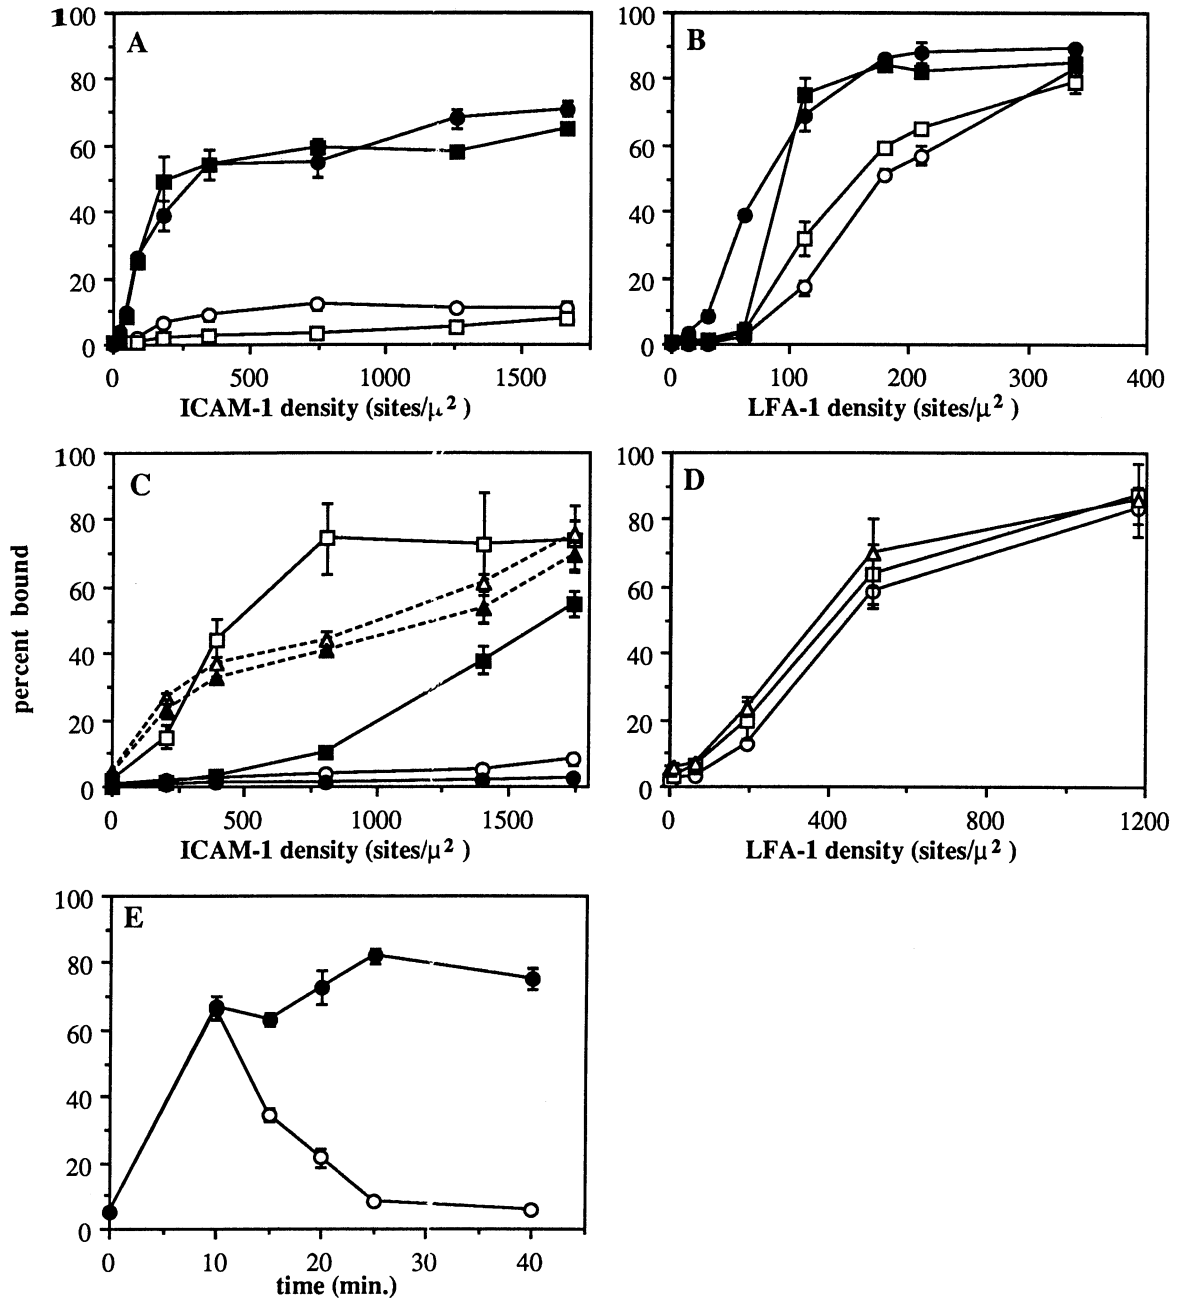 100
80
60
40
20
0
A
0 500 1000 1500
ICAM-1 density (sites/μ²)
100
80
60
40
20
0
B
0 100 200 300 400
LFA-1 density (sites/μ²)
percent bound
100
80
60
40
20
0
C
0 500 1000 1500
ICAM-1 density (sites/μ²)
100
80
60
40
20
0
D
0 400 800 1200
LFA-1 density (sites/μ²)
100
80
60
40
20
0
E
0 10 20 30 40
time (min.)